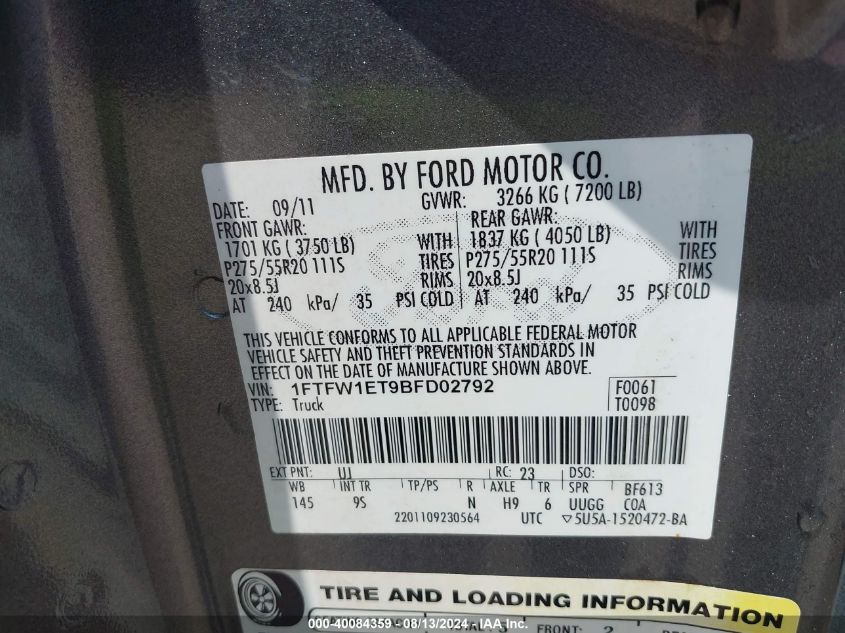 MFD. BY FORD MOTOR CO.
DATE: 09/11 GVWR: 3266 KG ( 7200 LB)
FRONT GAWR: REAR GAWR:
1701 KG ( 3750 LB) WITH 1837 KG ( 4050 LB) WITH
P275/55R20 111S TIRES P275/55R20 111S TIRES
20x8.5J RIMS 20x8.5J RIMS
AT 240 kPa/ 35 PSI COLD AT 240 kPa/ 35 PSI COLD
THIS VEHICLE CONFORMS TO ALL APPLICABLE FEDERAL MOTOR
VEHICLE SAFETY AND THEFT PREVENTION STANDARDS IN
EFFECT ON THE DATE OF MANUFACTURE SHOWN ABOVE.
VIN: 1FTFW1ET9BFD02792 F0061
TYPE: Truck T0098
EXT PNT: UJ RC: 23 DSO:
WB INT TR TP/PS R AXLE TR SPR BF613
145 9S N H9 6 UUGG COA
2201109230564 UTC ▽5U5A-1520472-BA
TIRE AND LOADING INFORMATION
FRONT: 2
#40084359 - 08/13/2024 - IAA Inc.